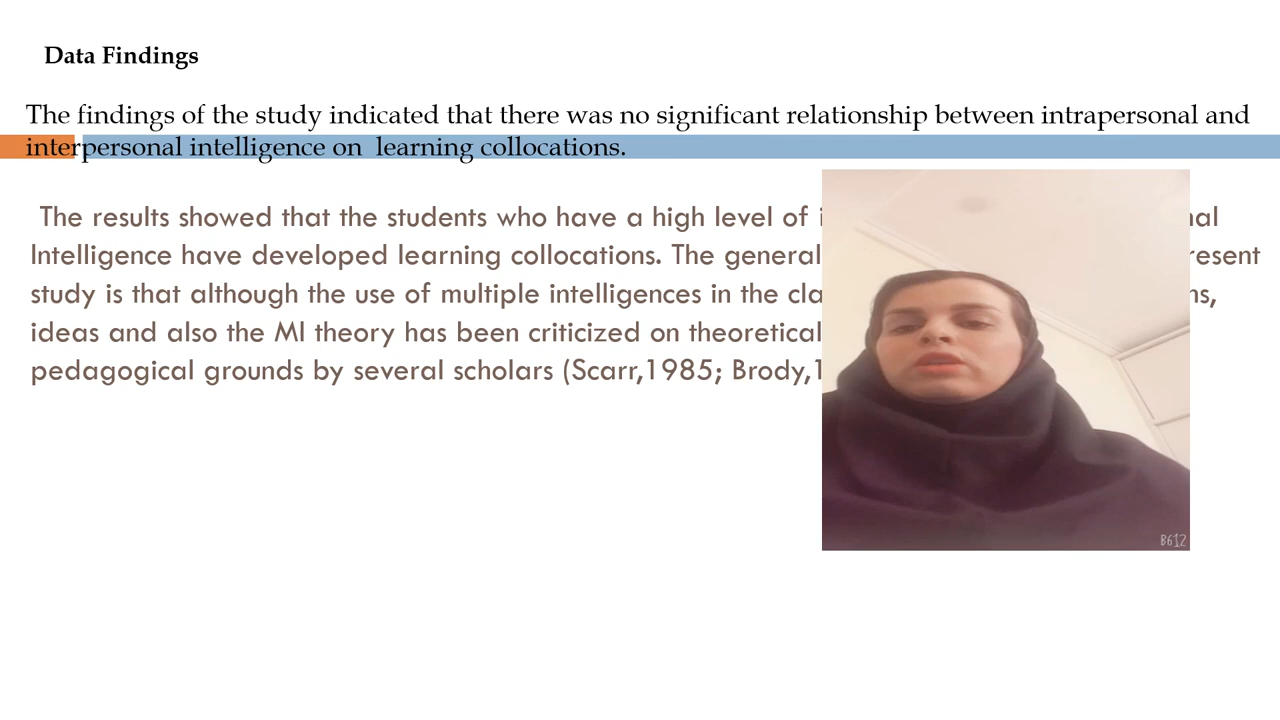 Data Findings
The findings of the study indicated that there was no significant relationship between intrapersonal and
interpersonal intelligence on learning collocations.
The results showed that the students who have a high level of
Intelligence have developed learning collocations. The general resent
study is that although the use of multiple intelligences in the
ideas and also the MI theory has been criticized on theoretical
pedagogical grounds by several scholars (Scarr,1985; Brody,
B612